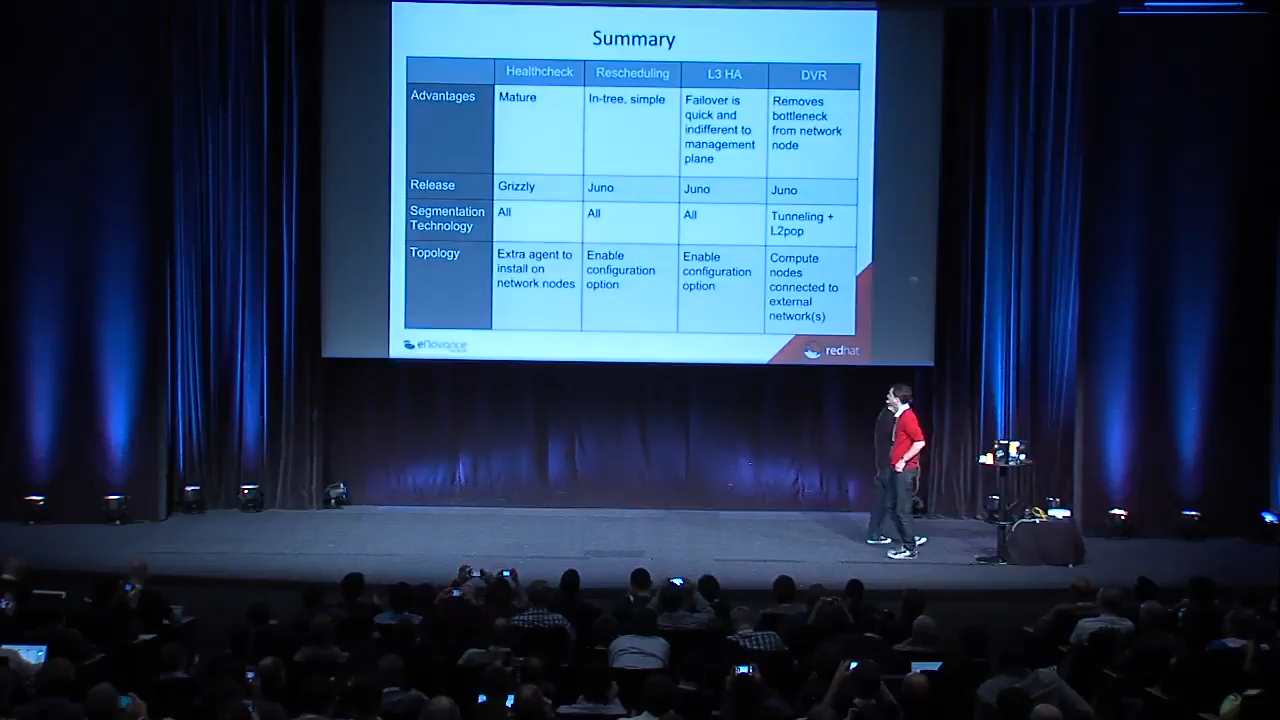 Summary
Healthcheck Rescheduling L3 HA DVR
Advantages
Mature
In-tree, simple
Failover is
quick and
indifferent to
management
plane
Removes
bottleneck
from network
node
Release
Grizzly
Juno
Juno
Juno
Segmentation
Technology
All
All
All
Tunneling +
L2pop
Topology
Extra agent to
install on
network nodes
Enable
configuration
option
Enable
configuration
option
Compute
nodes
connected to
external
network(s)
eNovance
redhat